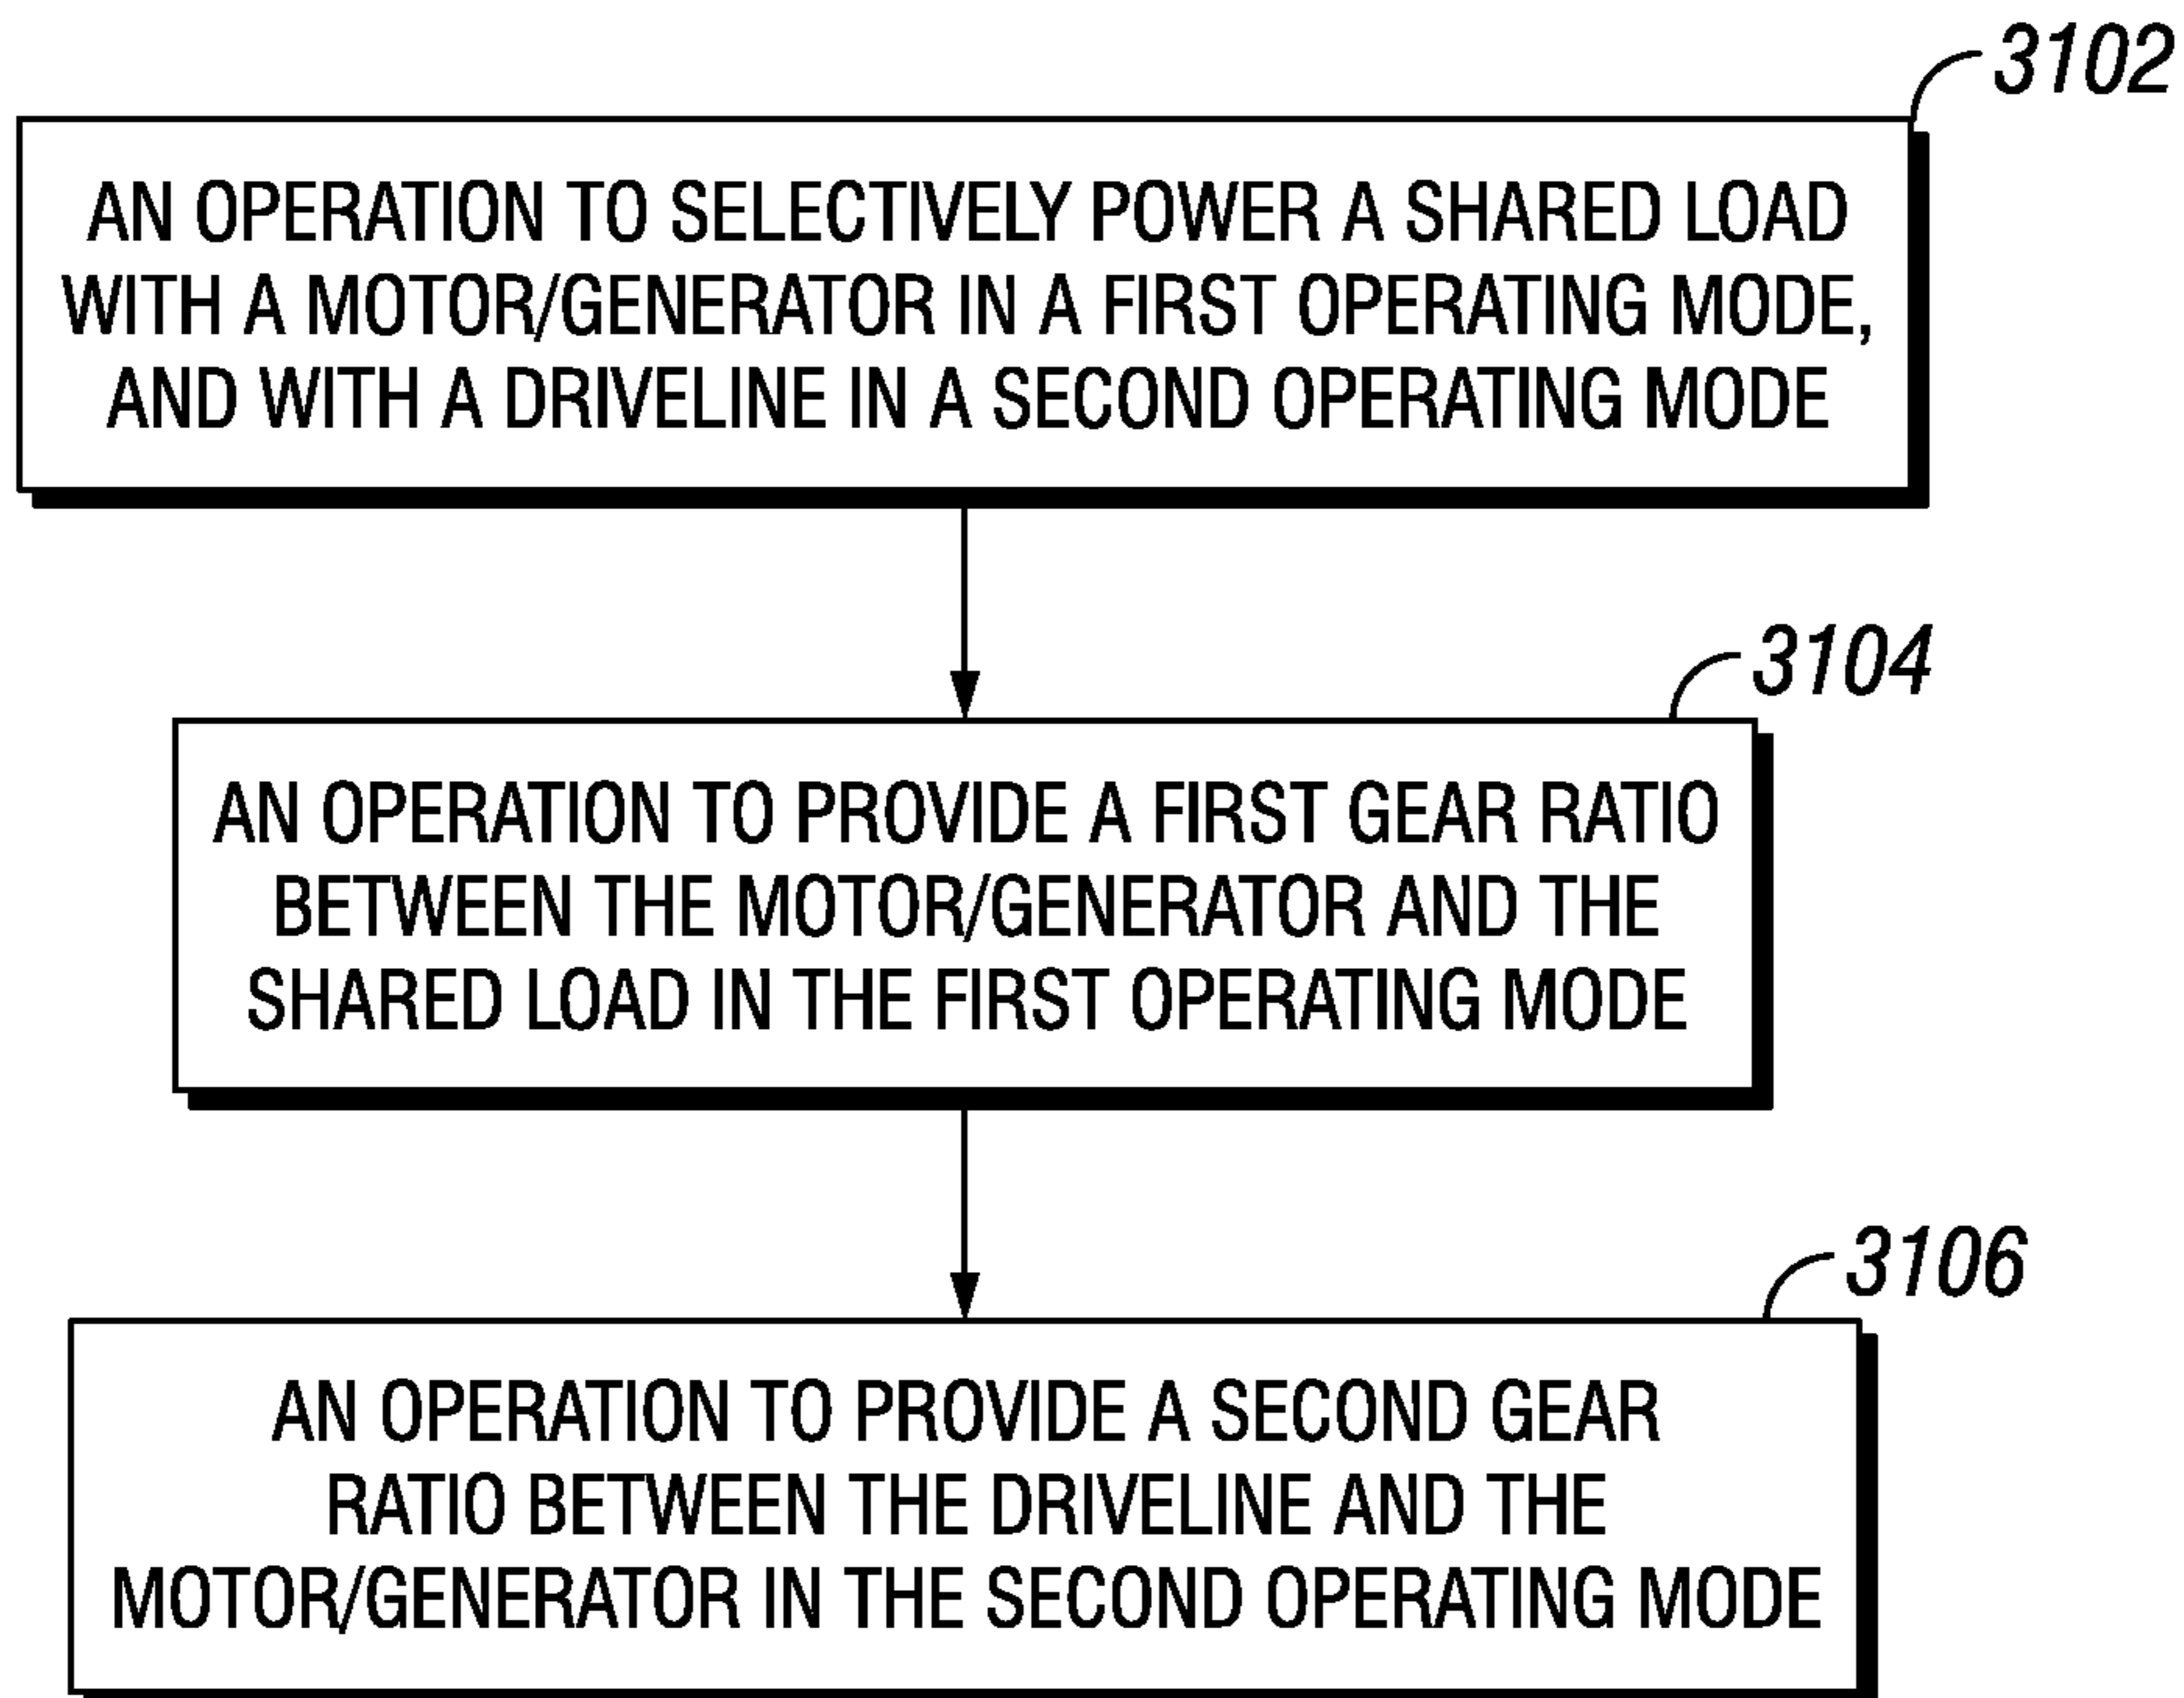 3102
AN OPERATION TO SELECTIVELY POWER A SHARED LOAD
WITH A MOTOR/GENERATOR IN A FIRST OPERATING MODE,
AND WITH A DRIVELINE IN A SECOND OPERATING MODE
3104
AN OPERATION TO PROVIDE A FIRST GEAR RATIO
BETWEEN THE MOTOR/GENERATOR AND THE
SHARED LOAD IN THE FIRST OPERATING MODE
3106
AN OPERATION TO PROVIDE A SECOND GEAR
RATIO BETWEEN THE DRIVELINE AND THE
MOTOR/GENERATOR IN THE SECOND OPERATING MODE